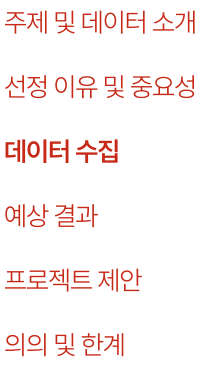 주제 및 데이터 소개
선정 이유 및 중요성
데이터 수집
예상 결과
프로젝트 제안
의의 및 한계